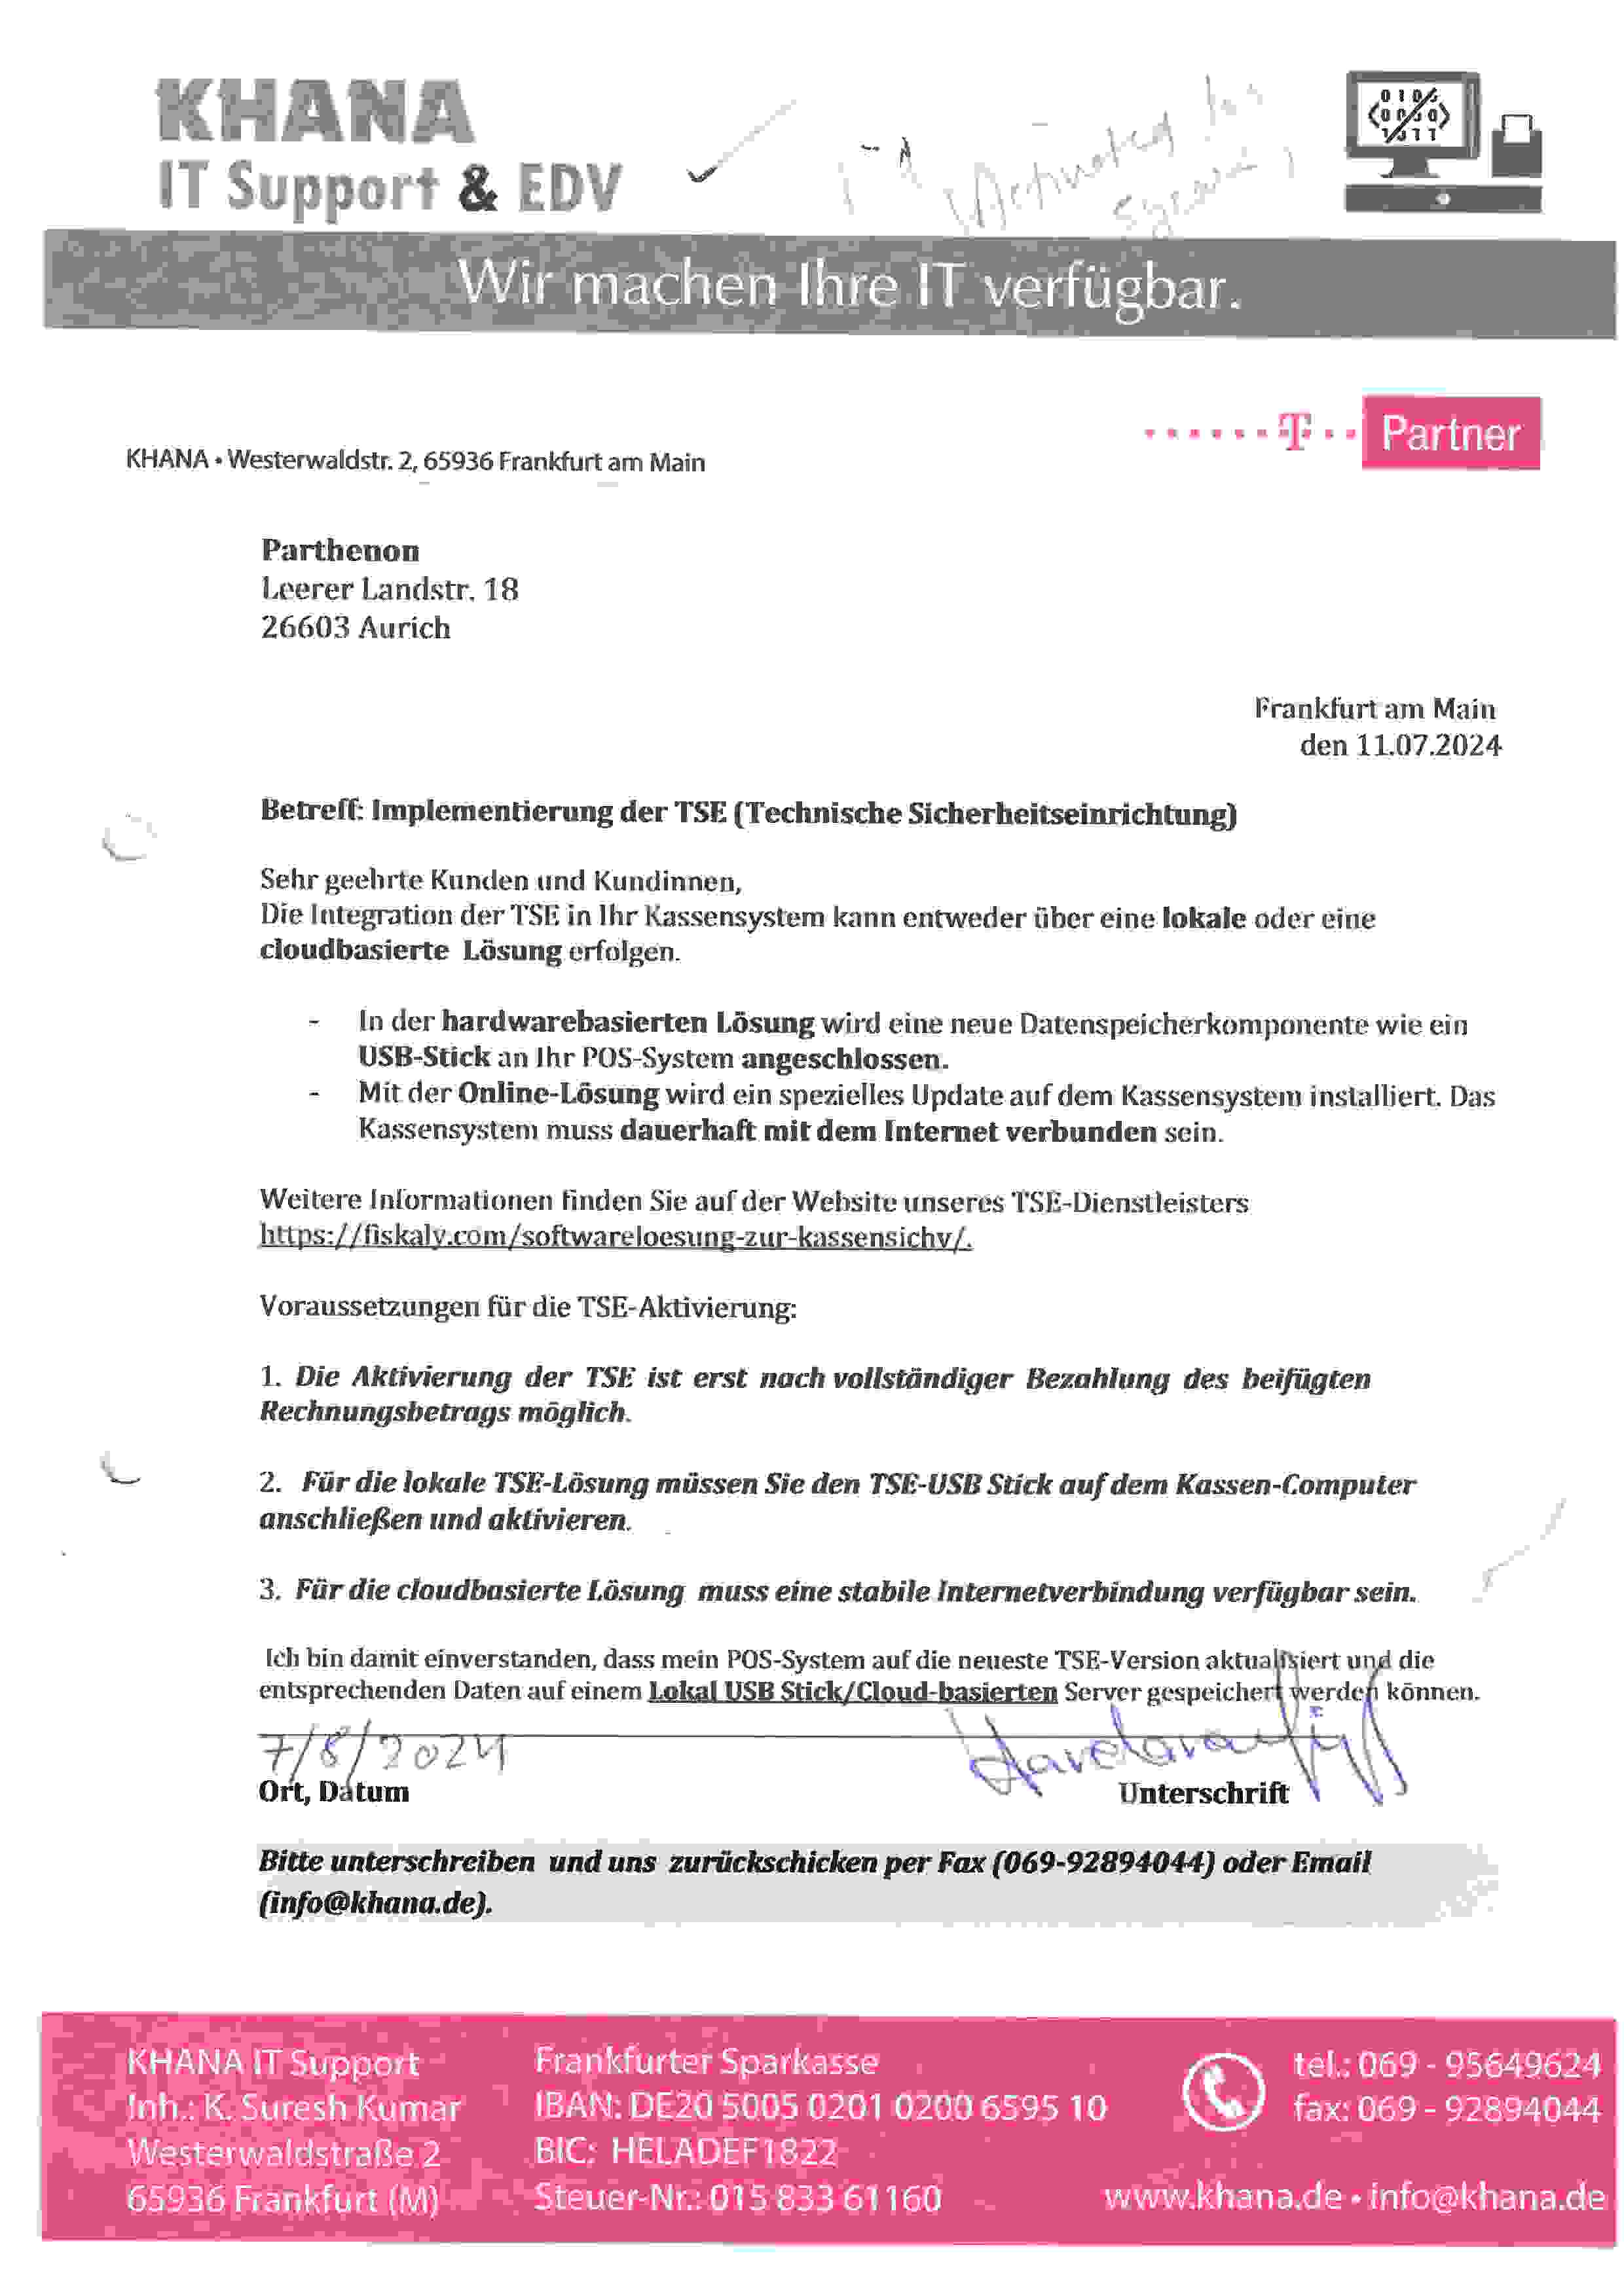 KHANA
IT Support & EDV
Activated by
010
0030
1011
Wir machen Ihre IT verfügbar.
T Partner
KHANA • Westerwaldstr. 2, 65936 Frankfurt am Main
Parthenon
Leerer Landstr. 18
26603 Aurich
Frankfurt am Main
den 11.07.2024
Betreff: Implementierung der TSE (Technische Sicherheitseinrichtung)
Sehr geehrte Kunden und Kundinnen,
Die Integration der TSE in Ihr Kassensystem kann entweder über eine lokale oder eine
cloudbasierte Lösung erfolgen.
- In der hardwarebasierten Lösung wird eine neue Datenspeicherkomponente wie ein
USB-Stick an Ihr POS-System angeschlossen.
- Mit der Online-Lösung wird ein spezielles Update auf dem Kassensystem installiert. Das
Kassensystem muss dauerhaft mit dem Internet verbunden sein.
Weitere Informationen finden Sie auf der Website unseres TSE-Dienstleisters
https://fiskaly.com/softwareloesung-zur-kassensichv/.
Voraussetzungen für die TSE-Aktivierung:
1. Die Aktivierung der TSE ist erst nach vollständiger Bezahlung des beifügten
Rechnungsbetrags möglich.
2. Für die lokale TSE-Lösung müssen Sie den TSE-USB Stick auf dem Kassen-Computer
anschließen und aktivieren.
3. Für die cloudbasierte Lösung muss eine stabile Internetverbindung verfügbar sein.
Ich bin damit einverstanden, dass mein POS-System auf die neueste TSE-Version aktualisiert und die
entsprechenden Daten auf einem Lokal USB Stick/Cloud-basierten Server gespeichert werden können.
7/8/2024
Ort, Datum
Unterschrift
Bitte unterschreiben und uns zurückschicken per Fax (069-92894044) oder Email
(info@khana.de).
KHANA IT Support
Inh.: K. Suresh Kumar
Westerwaldstraße 2
65936 Frankfurt (M)
Frankfurter Sparkasse
IBAN: DE20 5005 0201 0200 6595 10
BIC: HELADEF1822
Steuer-Nr.: 015 833 61160
tel.: 069 - 95649624
fax: 069 - 92894044
www.khana.de • info@khana.de